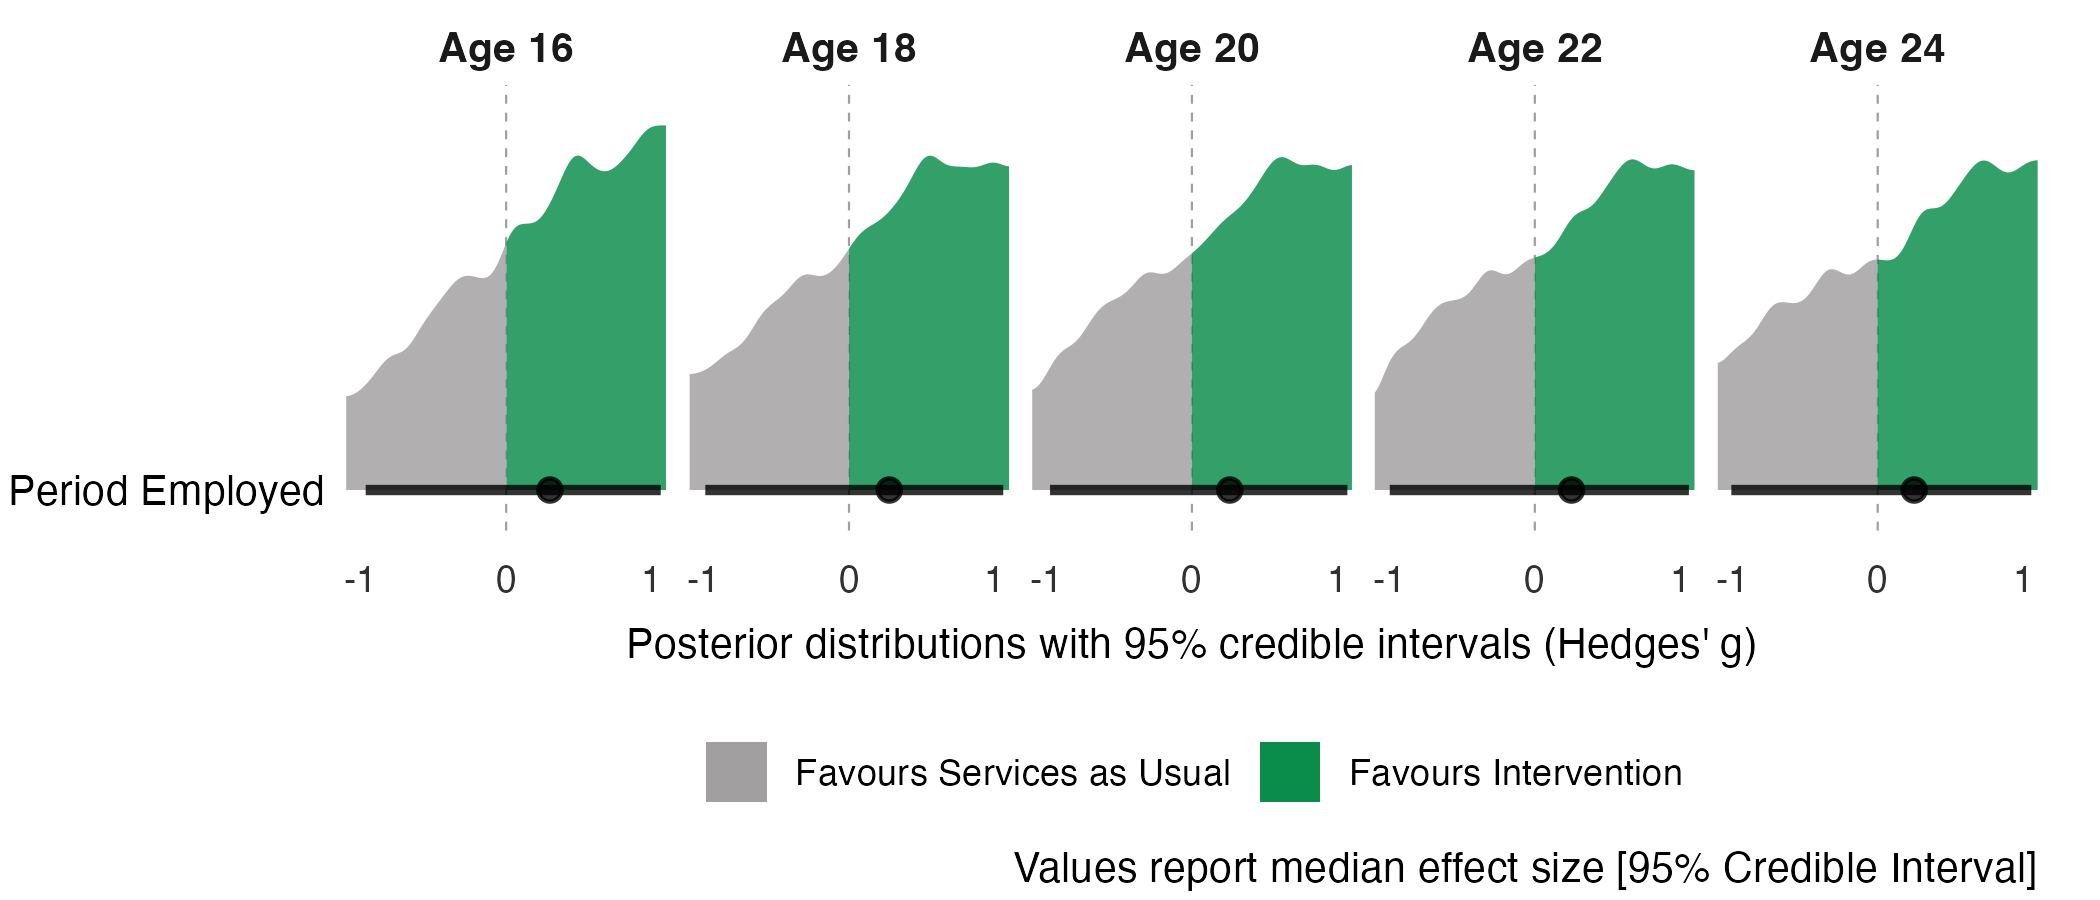 Age 16 Age 18 Age 20 Age 22 Age 24
Period Employed
-1 0 1 -1 0 1 -1 0 1 -1 0 1 -1 0 1
Posterior distributions with 95% credible intervals (Hedges' g)
Favours Services as Usual Favours Intervention
Values report median effect size [95% Credible Interval]